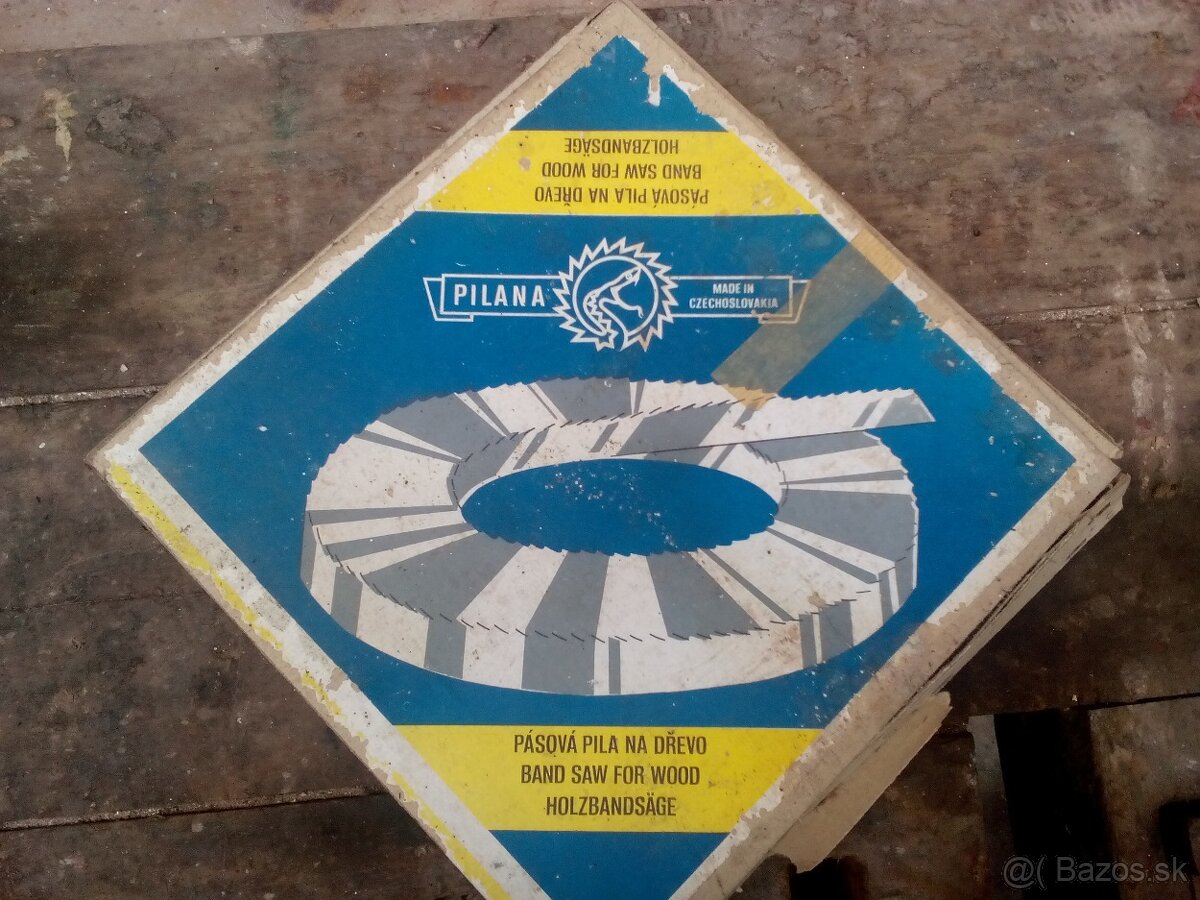 HOLZBANDSÄGE
BAND SAW FOR WOOD
PÁSOVÁ PILA NA DŘEVO
PILANA
MADE IN
CZECHOSLOVAKIA
PÁSOVÁ PILA NA DŘEVO
BAND SAW FOR WOOD
HOLZBANDSÄGE
@( Bazos.sk